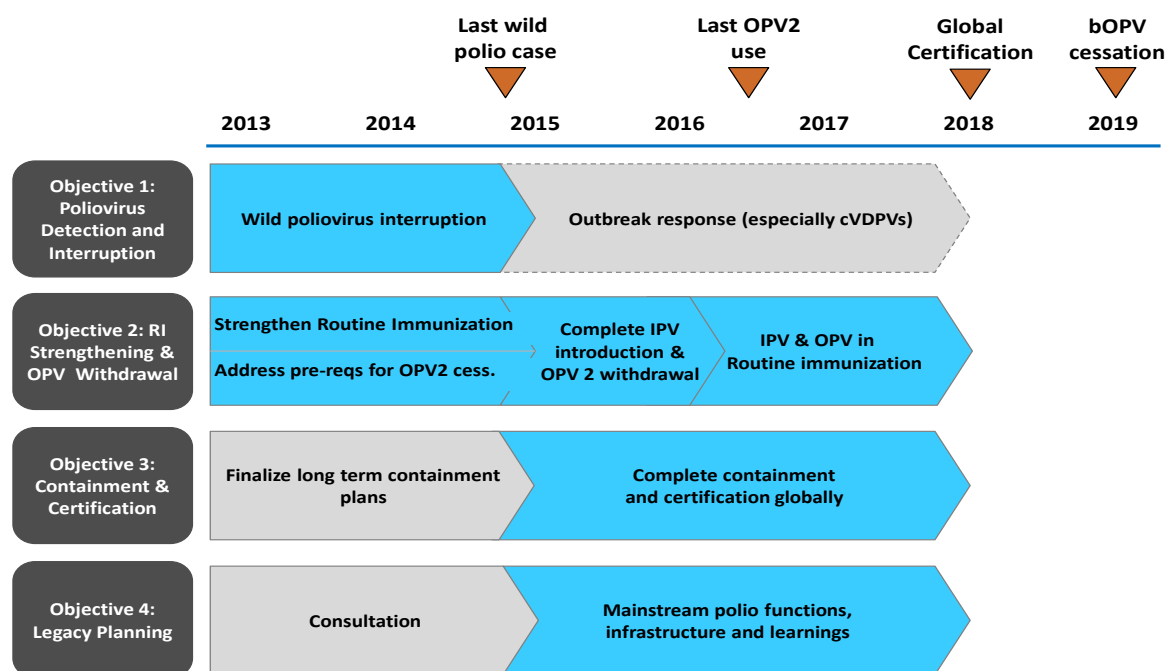 Last wild
polio case
Last OPV2
use
Global
Certification
bOPV
cessation
2013 2014 2015 2016 2017 2018 2019
Objective 1:
Poliovirus
Detection and
Interruption
Wild poliovirus interruption
Outbreak response (especially cVDPVs)
Objective 2: RI
Strengthening &
OPV Withdrawal
Strengthen Routine Immunization
Address pre-reqs for OPV2 cess.
Complete IPV
introduction &
OPV 2 withdrawal
IPV & OPV in
Routine immunization
Objective 3:
Containment &
Certification
Finalize long term containment
plans
Complete containment
and certification globally
Objective 4:
Legacy Planning
Consultation
Mainstream polio functions,
infrastructure and learnings